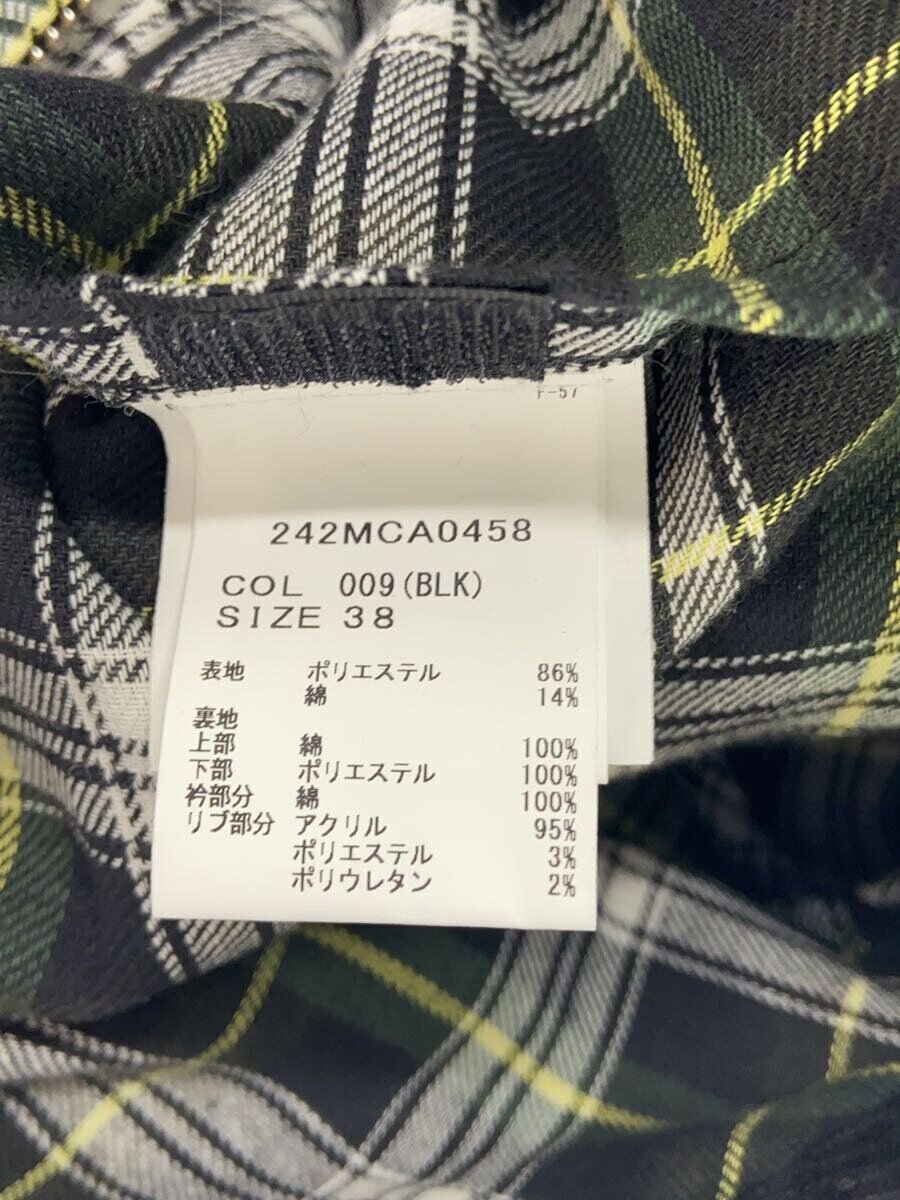 F-57
242MCA0458
COL 009(BLK)
SIZE 38
表地 ポリエステル 86%
綿 14%
裏地
上部 綿 100%
下部 ポリエステル 100%
衿部分 綿 100%
リブ部分 アクリル 95%
ポリエステル 3%
ポリウレタン 2%